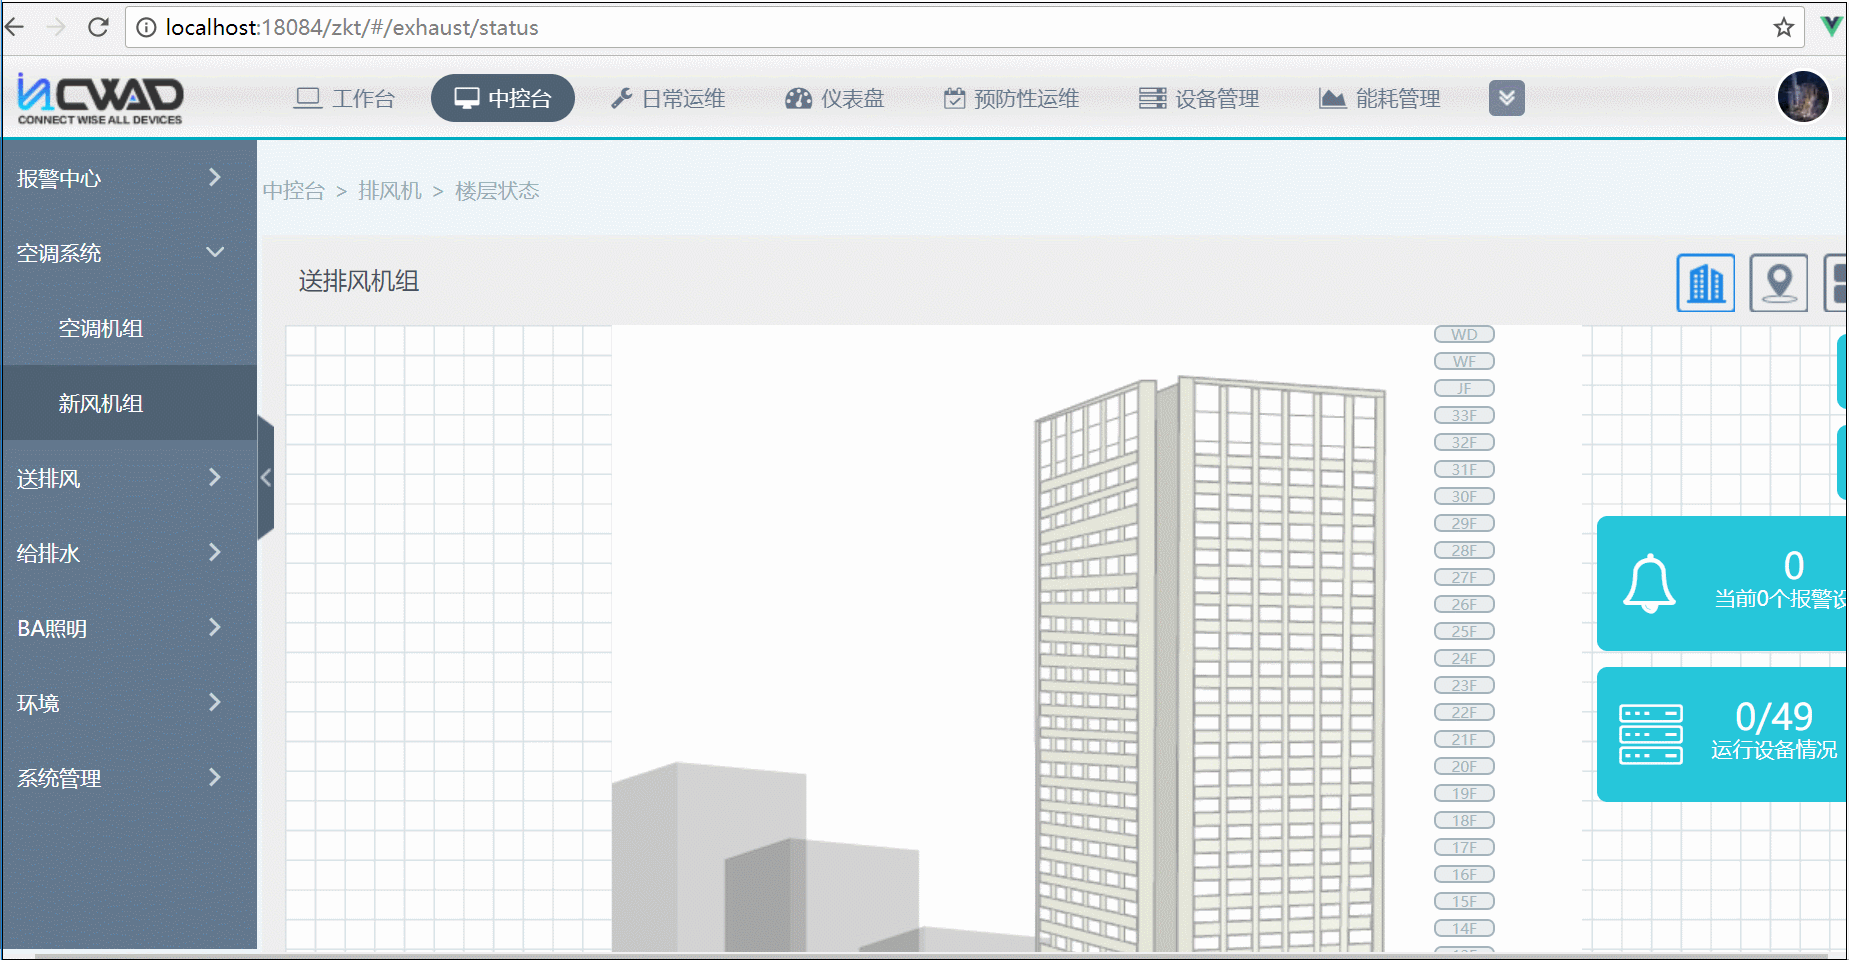 localhost:18084/zkt/#/exhaust/status
inCWAD
CONNECT WISE ALL DEVICES
工作台
中控台
日常运维
仪表盘
预防性运维
设备管理
能耗管理
报警中心
空调系统
空调机组
新风机组
送排风
给排水
BA照明
环境
系统管理
中控台 > 排风机 > 楼层状态
送排风机组
WD
WF
JF
33F
32F
31F
30F
29F
28F
27F
26F
25F
24F
23F
22F
21F
20F
19F
18F
17F
16F
15F
14F
0
当前0个报警设
0/49
运行设备情况